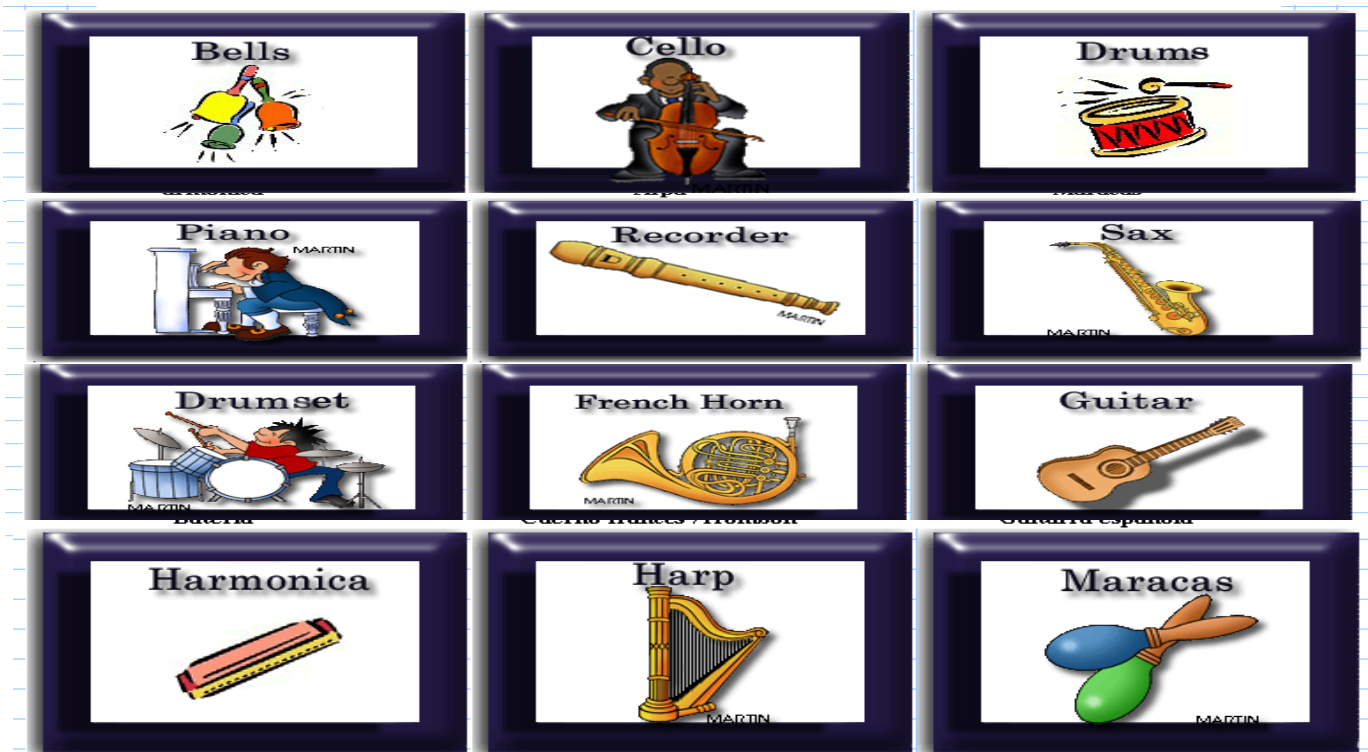 Bells
Cello
Drums
MARTIN
Piano
MARTIN
Recorder
MARTIN
Sax
MARTIN
Drumset
MARTIN
French Horn
MARTIN
Guitar
Harmonica
Harp
MARTIN
Maracas
MARTIN